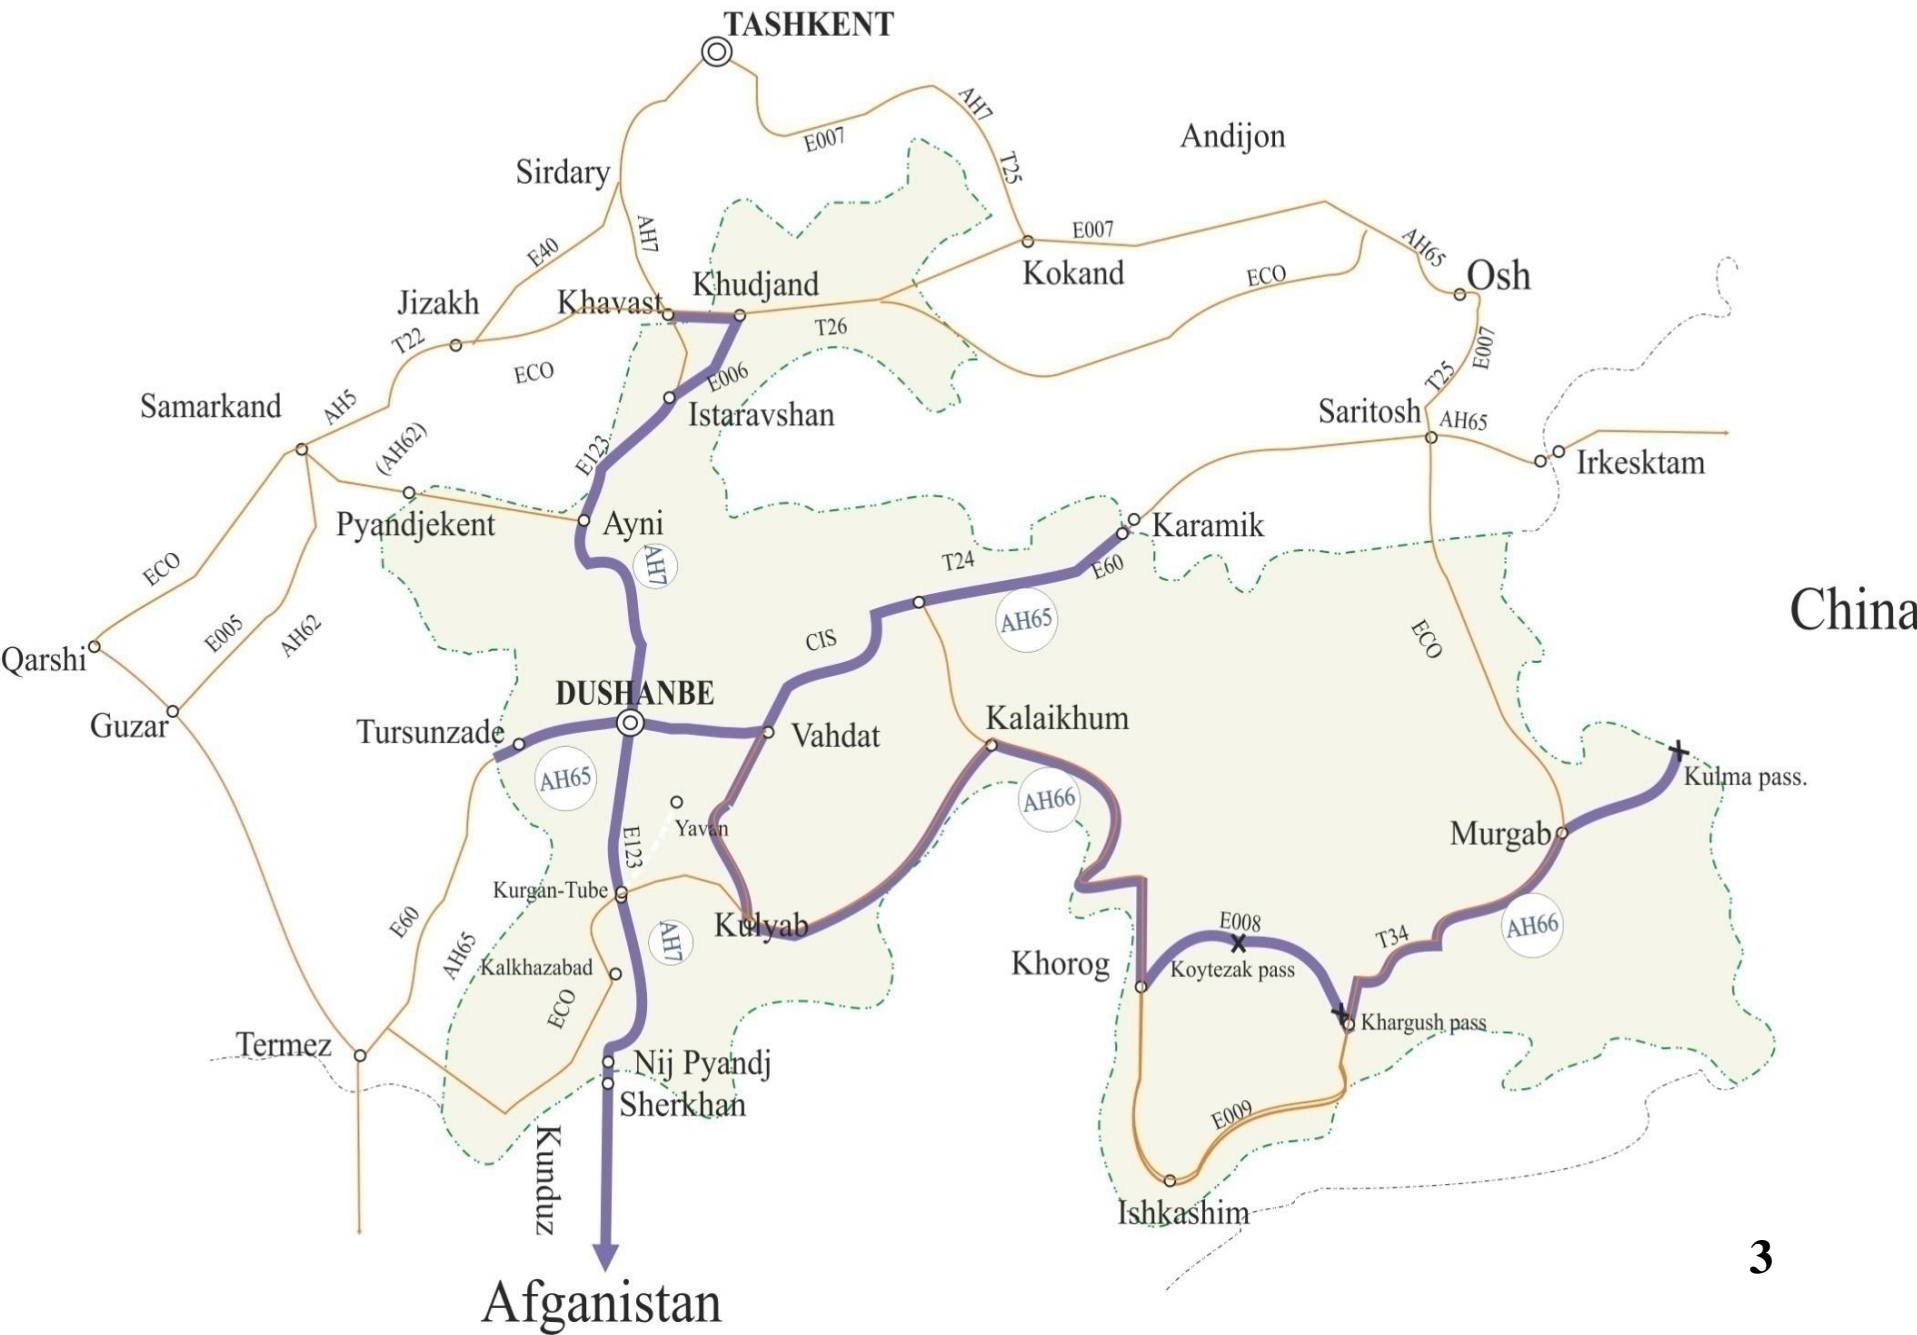 TASHKENT
AH7
E007
T25
Andijon
Sirdary
AH7
E007
E40
AH65
Kokand
ECO
Osh
Khudjand
Jizakh
Khavast
T26
T22
E007
ECO
E006
T25
Samarkand
AH5
Istaravshan
Saritosh
AH65
(AH62)
E123
Irkesktam
Pyandjekent
Ayni
Karamik
AH7
T24
E60
ECO
China
AH65
E005
AH62
CIS
ECO
Qarshi
DUSHANBE
Guzar
Tursunzade
Vahdat
Kalaikhum
AH65
AH66
Kulma pass.
Yavan
E123
Murgab
Kurgan-Tube
E60
Kulyab
E008
T34
AH66
AH65
AH7
Kalkhazabad
Khorog
Koytezak pass
ECO
Khargush pass
Termez
Nij Pyandj
Sherkhan
E009
Kunduz
Ishkashim
3
Afganistan